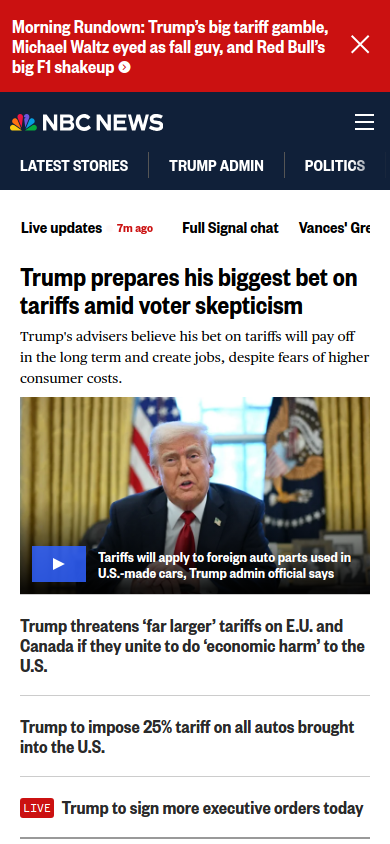 Morning Rundown: Trump’s big tariff gamble,
Michael Waltz eyed as fall guy, and Red Bull’s
big F1 shakeup
NBC NEWS
LATEST STORIES TRUMP ADMIN POLITICS
Live updates 7m ago Full Signal chat Vances' Gre
Trump prepares his biggest bet on
tariffs amid voter skepticism
Trump's advisers believe his bet on tariffs will pay off
in the long term and create jobs, despite fears of higher
consumer costs.
Tariffs will apply to foreign auto parts used in
U.S.-made cars, Trump admin official says
Trump threatens ‘far larger’ tariffs on E.U. and
Canada if they unite to do ‘economic harm’ to the
U.S.
Trump to impose 25% tariff on all autos brought
into the U.S.
LIVE Trump to sign more executive orders today